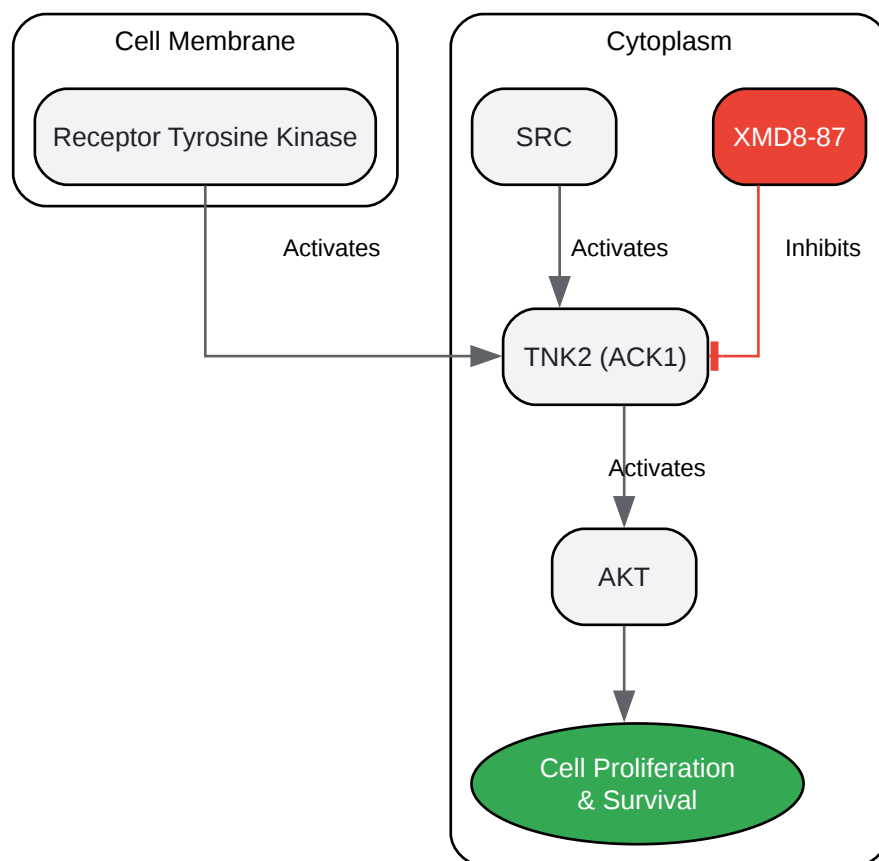 Cell Membrane
Cytoplasm
Receptor Tyrosine Kinase
SRC
XMD8-87
Activates
Activates
Inhibits
TNK2 (ACK1)
Activates
AKT
Cell Proliferation
& Survival